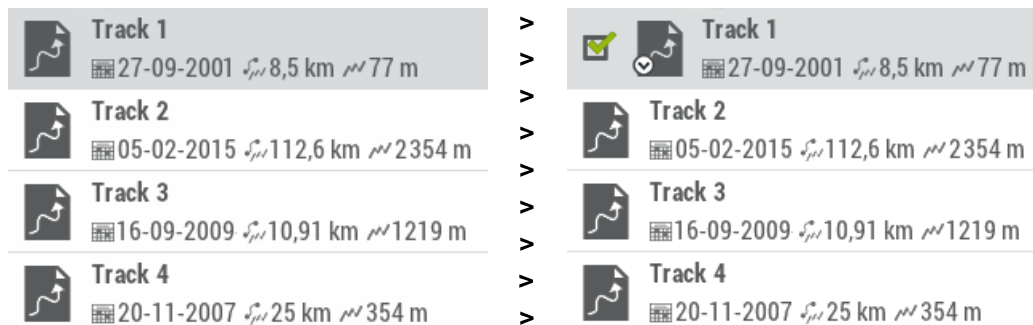 Track 1
27-09-2001 8,5 km 77 m
Track 2
05-02-2015 112,6 km 2354 m
Track 3
16-09-2009 10,91 km 1219 m
Track 4
20-11-2007 25 km 354 m
>
>
>
>
>
>
>
>
>
Track 1
27-09-2001 8,5 km 77 m
Track 2
05-02-2015 112,6 km 2354 m
Track 3
16-09-2009 10,91 km 1219 m
Track 4
20-11-2007 25 km 354 m